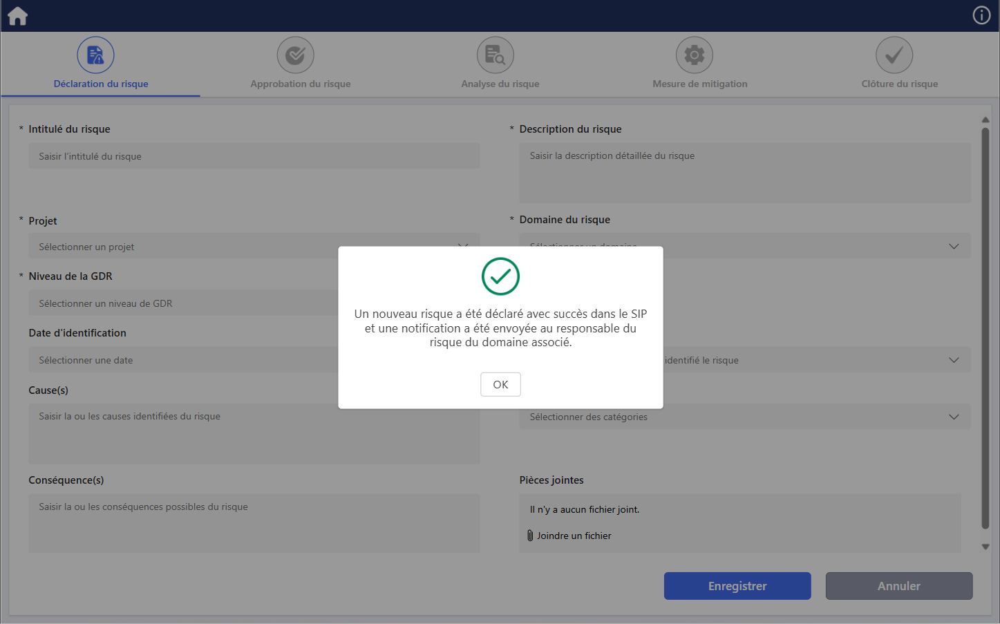 Déclaration du risque
Approbation du risque
Analyse du risque
Mesure de mitigation
Clôture du risque
* Intitulé du risque
Saisir l'intitulé du risque
* Description du risque
Saisir la description détaillée du risque
* Projet
Sélectionner un projet
* Domaine du risque
Sélectionner un domaine
* Niveau de la GDR
Sélectionner un niveau de GDR
Un nouveau risque a été déclaré avec succès dans le SIP
et une notification a été envoyée au responsable du
risque du domaine associé.
OK
Date d'identification
Sélectionner une date
identifié le risque
Cause(s)
Saisir la ou les causes identifiées du risque
Sélectionner des catégories
Conséquence(s)
Saisir la ou les conséquences possibles du risque
Pièces jointes
Il n'y a aucun fichier joint.
Joindre un fichier
Enregistrer
Annuler